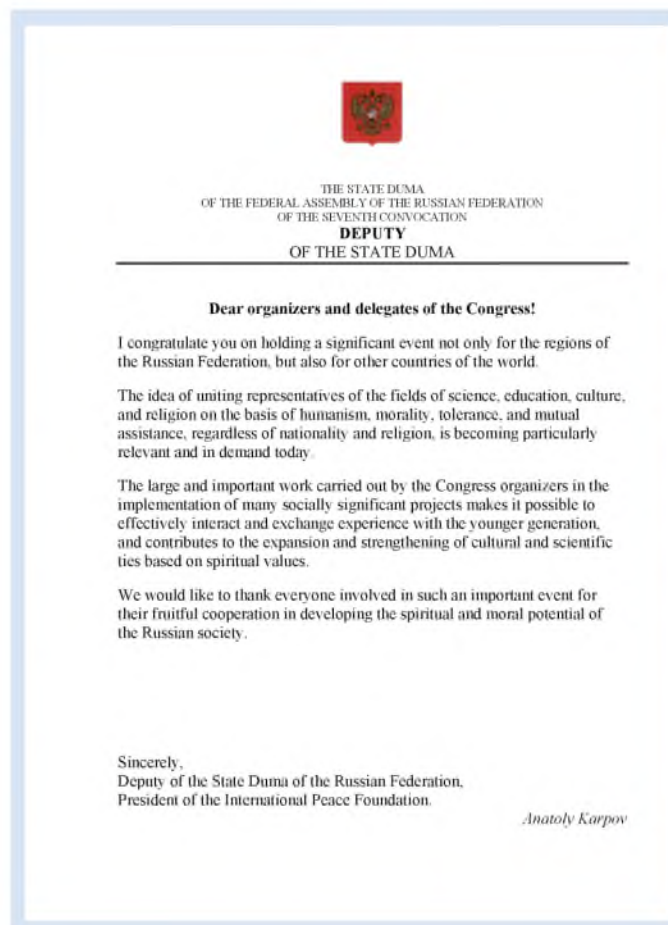 THE STATE DUMA
OF THE FEDERAL ASSEMBLY OF THE RUSSIAN FEDERATION
OF THE SEVENTH CONVOCATION
DEPUTY
OF THE STATE DUMA
Dear organizers and delegates of the Congress!
I congratulate you on holding a significant event not only for the regions of
the Russian Federation, but also for other countries of the world.
The idea of uniting representatives of the fields of science, education, culture,
and religion on the basis of humanism, morality, tolerance, and mutual
assistance, regardless of nationality and religion, is becoming particularly
relevant and in demand today.
The large and important work carried out by the Congress organizers in the
implementation of many socially significant projects makes it possible to
effectively interact and exchange experience with the younger generation,
and contributes to the expansion and strengthening of cultural and scientific
ties based on spiritual values.
We would like to thank everyone involved in such an important event for
their fruitful cooperation in developing the spiritual and moral potential of
the Russian society.
Sincerely,
Deputy of the State Duma of the Russian Federation,
President of the International Peace Foundation.
Anatoly Karpov